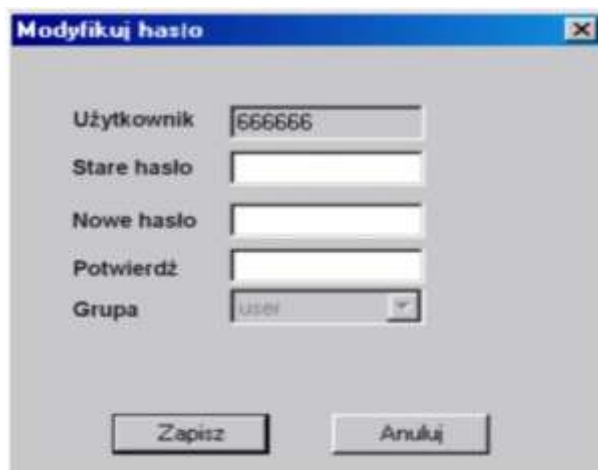 Modyfikuj hasło
Użytkownik 666666
Stare hasło
Nowe hasło
Potwierdź
Grupa user
Zapisz Anuluj